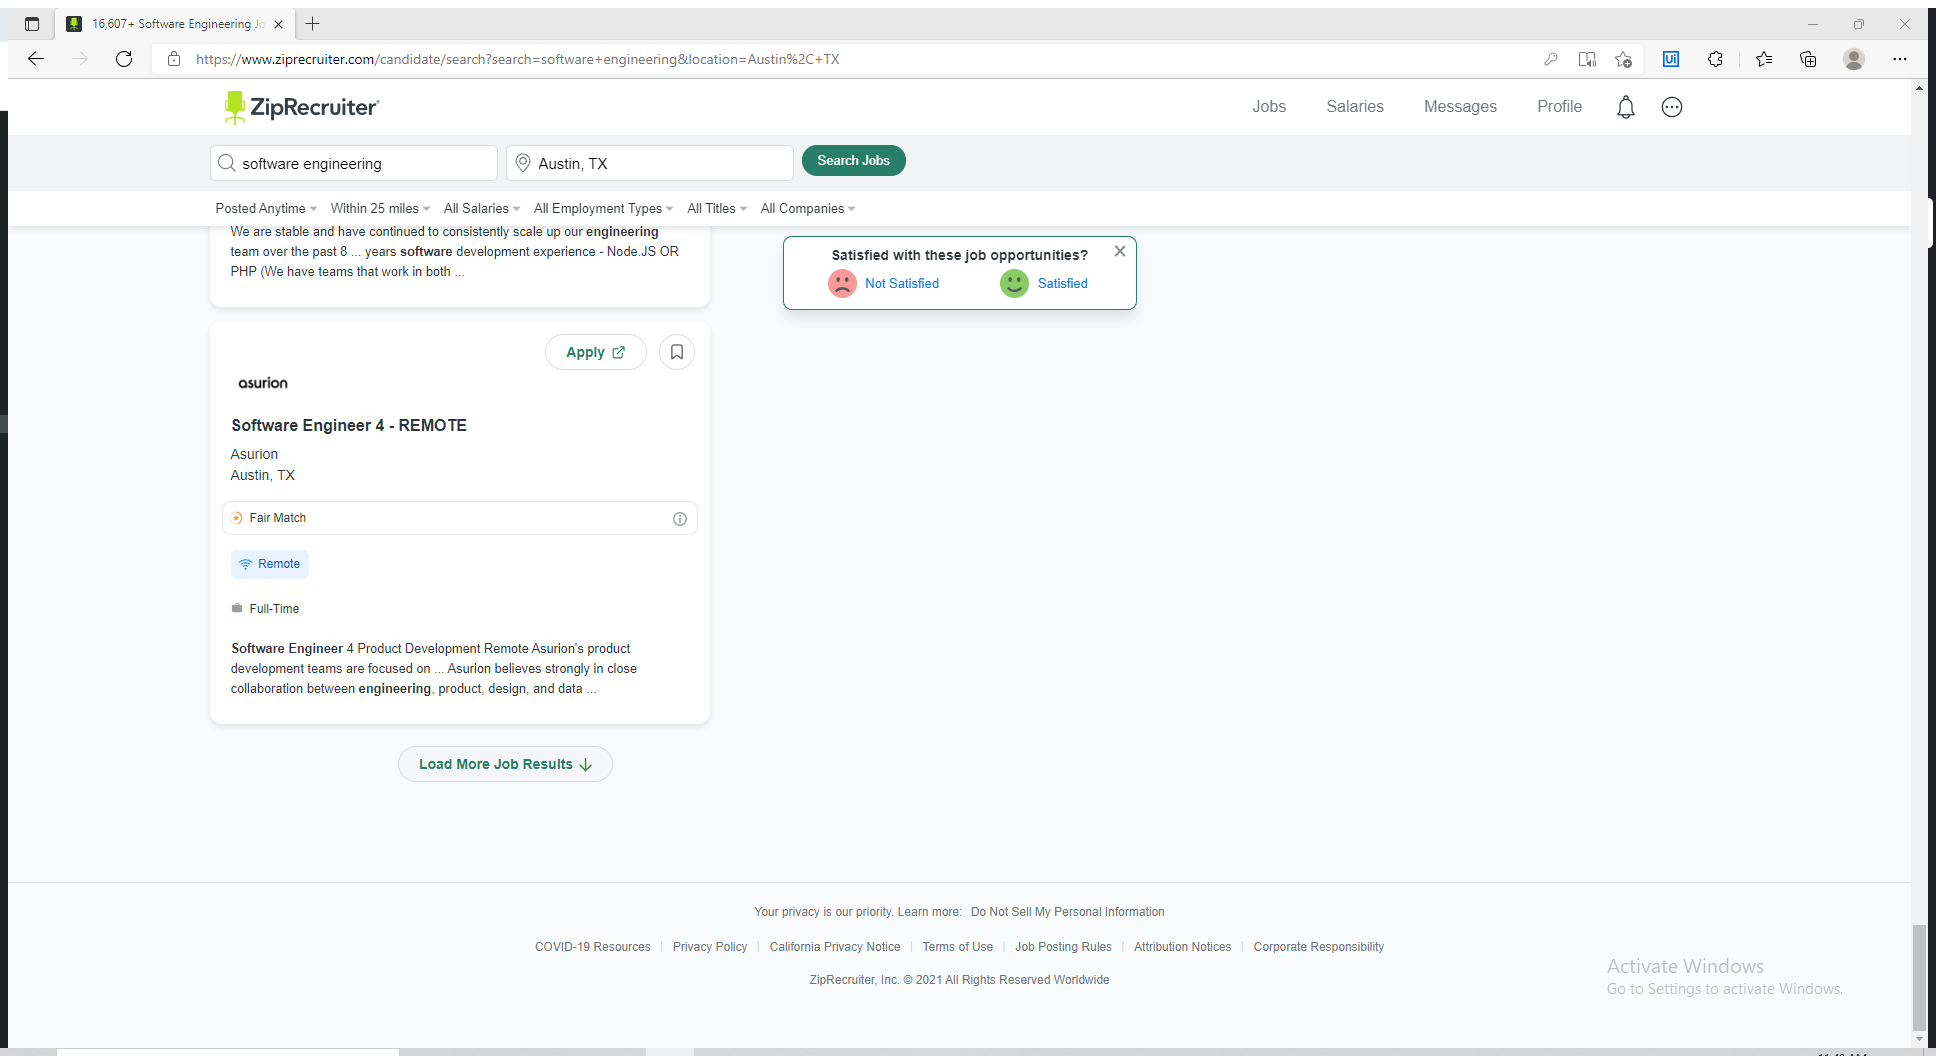 16,607+ Software Engineering Jo
https://www.ziprecruiter.com/candidate/search?search=software+engineering&location=Austin%2C+TX
Ui
ZipRecruiter
Jobs
Salaries
Messages
Profile
software engineering
Austin, TX
Search Jobs
Posted Anytime
Within 25 miles
All Salaries
All Employment Types
All Titles
All Companies
We are stable and have continued to consistently scale up our engineering
team over the past 8 ... years software development experience - Node.JS OR
PHP (We have teams that work in both ...
Satisfied with these job opportunities?
Not Satisfied
Satisfied
Apply
asurion
Software Engineer 4 - REMOTE
Asurion
Austin, TX
Fair Match
Remote
Full-Time
Software Engineer 4 Product Development Remote Asurion's product
development teams are focused on ... Asurion believes strongly in close
collaboration between engineering, product, design, and data ...
Load More Job Results
Your privacy is our priority. Learn more: Do Not Sell My Personal Information
COVID-19 Resources | Privacy Policy | California Privacy Notice | Terms of Use | Job Posting Rules | Attribution Notices | Corporate Responsibility
ZipRecruiter, Inc. © 2021 All Rights Reserved Worldwide
Activate Windows
Go to Settings to activate Windows.